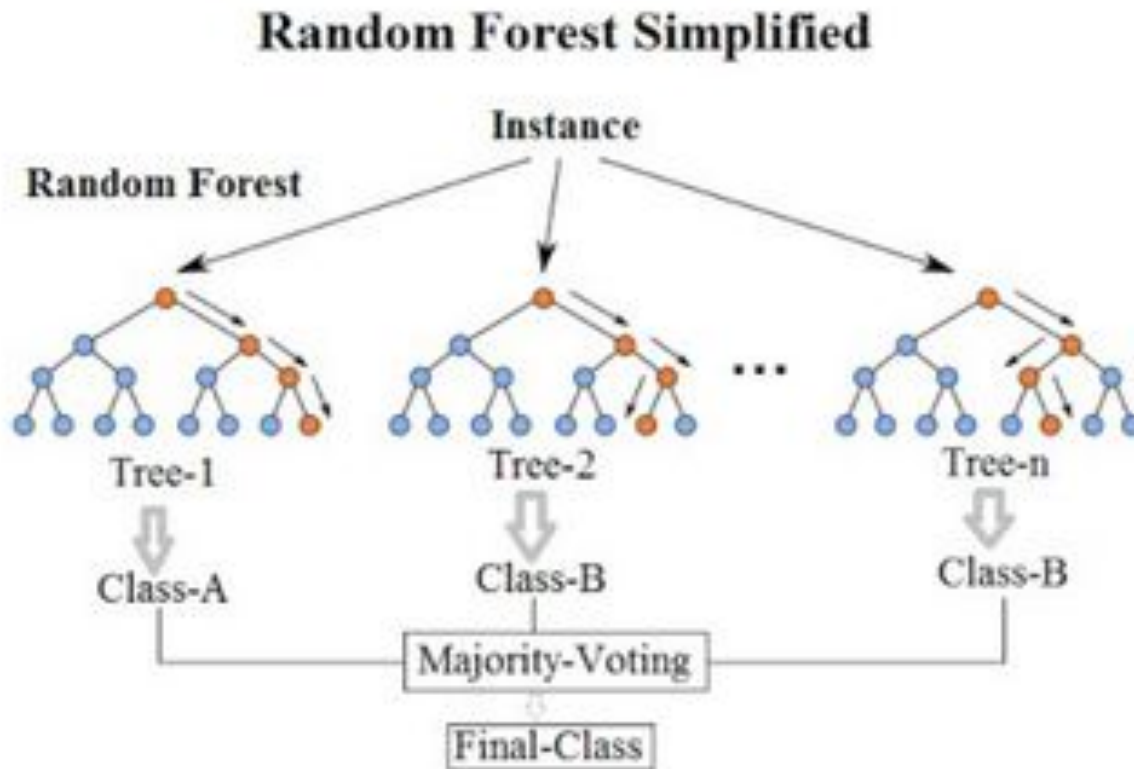 Random Forest Simplified
Instance
Random Forest
...
Tree-1
Tree-2
Tree-n
Class-A
Class-B
Class-B
Majority-Voting
Final-Class